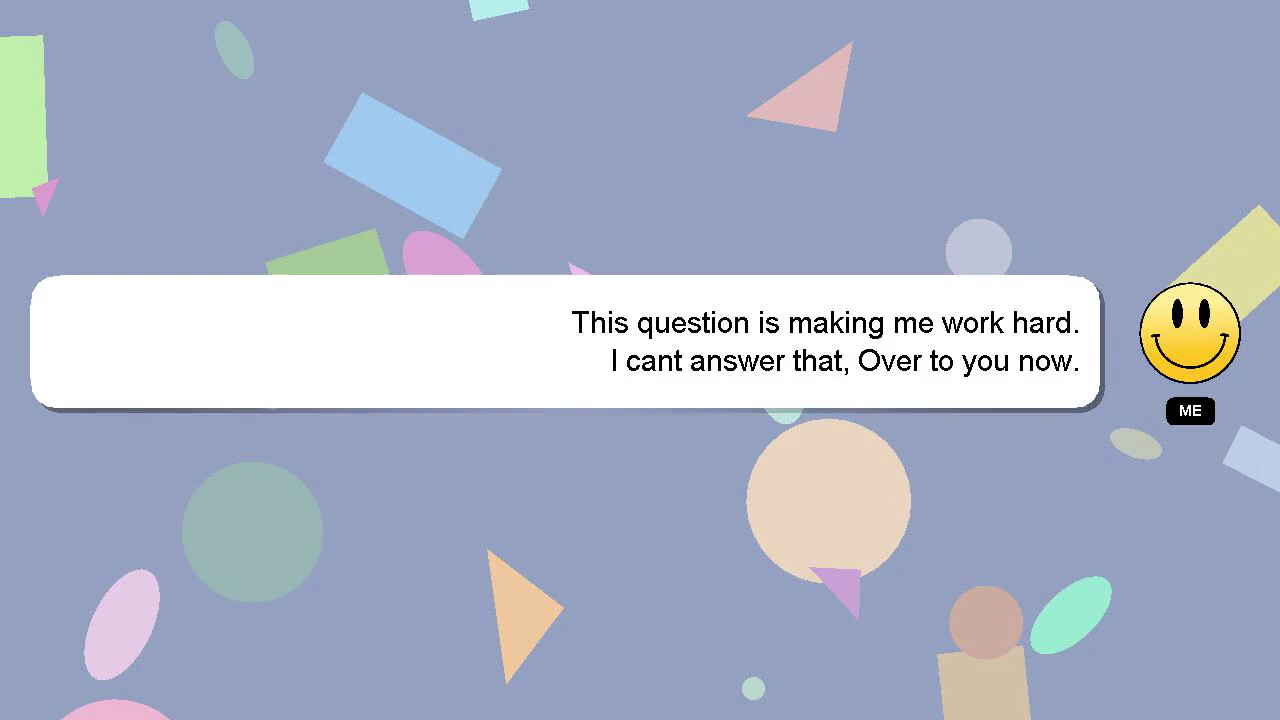 This question is making me work hard.
I cant answer that, Over to you now.
ME